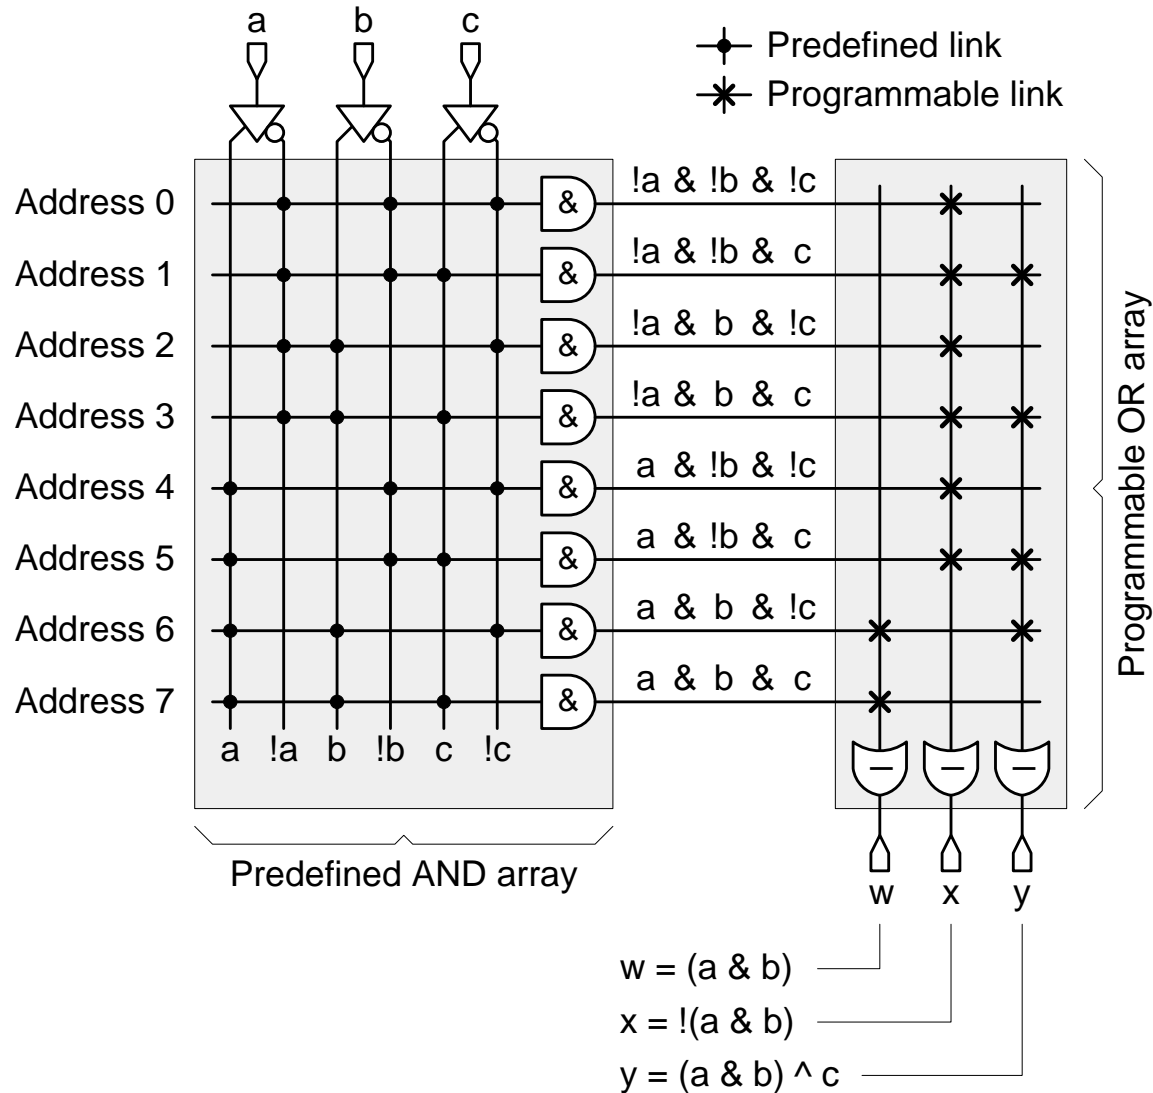 a b c
Predefined link
Programmable link
Address 0 & !a & !b & !c
Address 1 & !a & !b & c
Address 2 & !a & b & !c
Address 3 & !a & b & c
Address 4 & a & !b & !c
Address 5 & a & !b & c
Address 6 & a & b & !c
Address 7 & a & b & c
a !a b !b c !c
Programmable OR array
Predefined AND array
w x y
w = (a & b)
x = !(a & b)
y = (a & b) ^ c